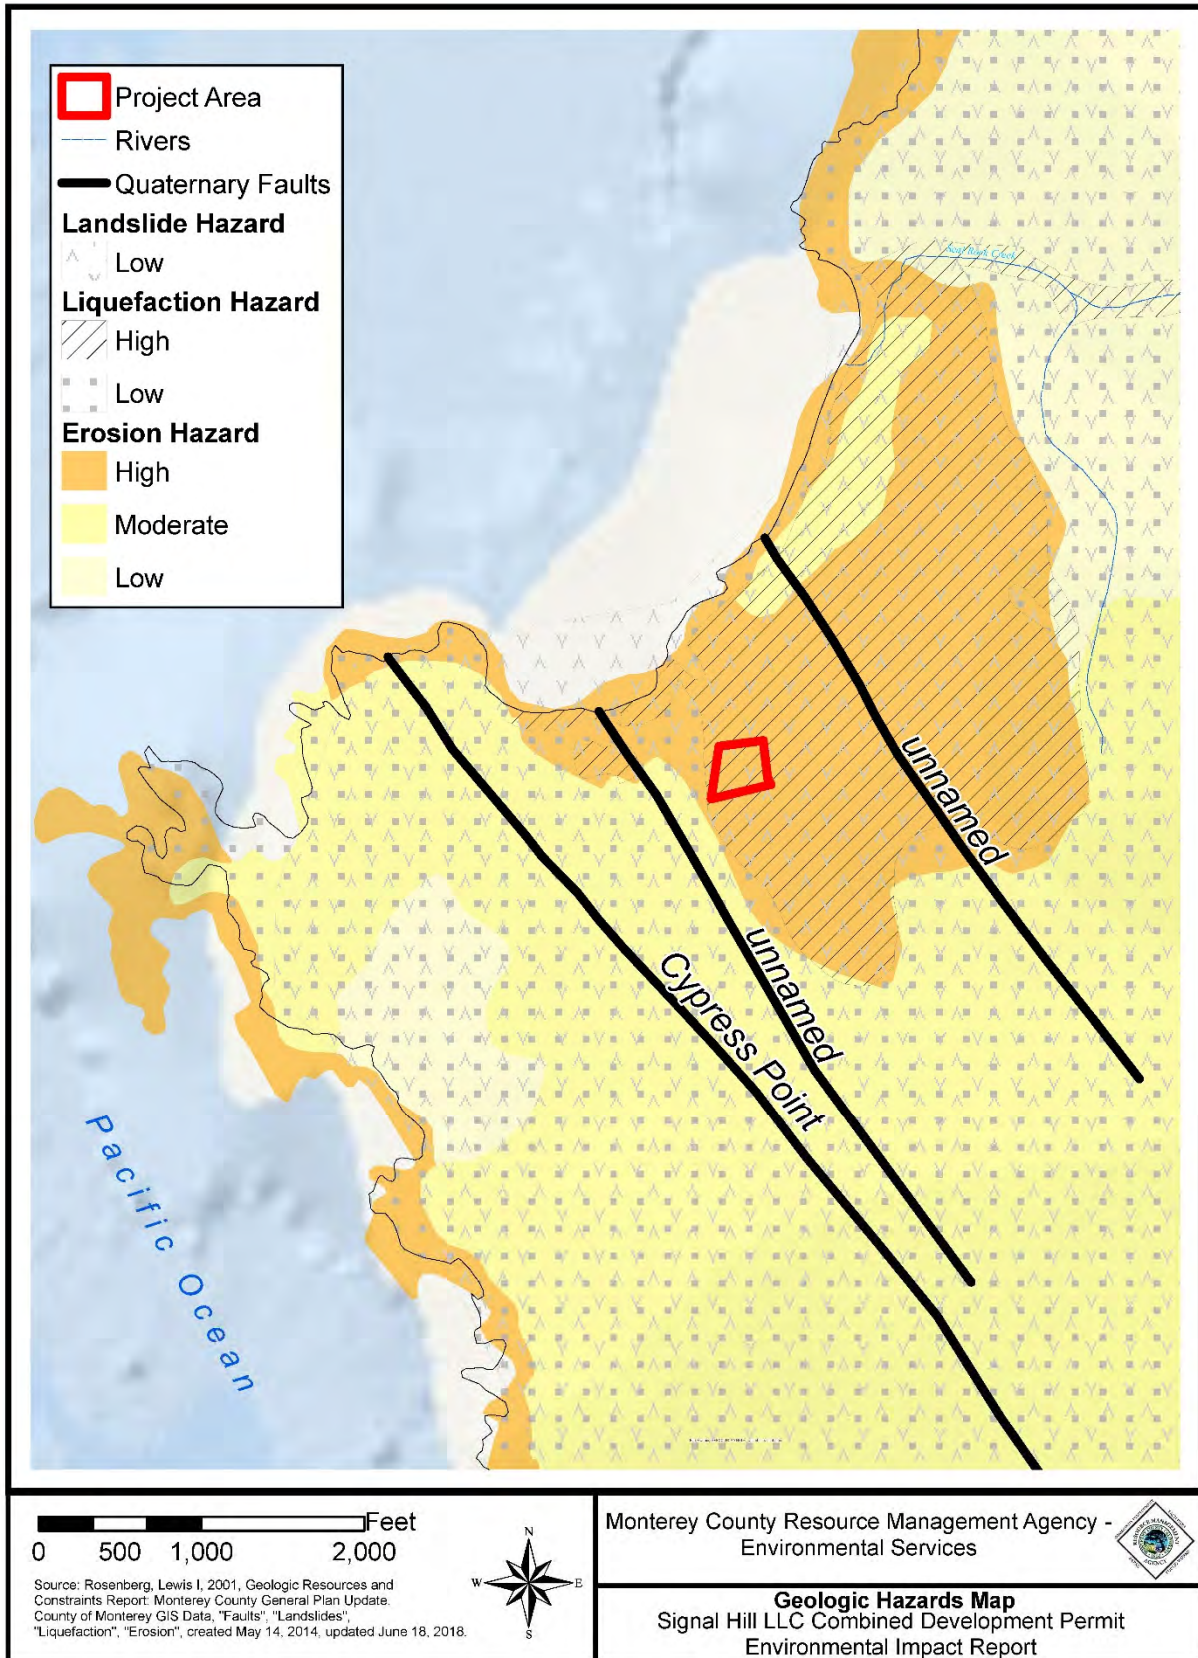 Project Area
Rivers
Quaternary Faults
Landslide Hazard
Low
Liquefaction Hazard
High
Low
Erosion Hazard
High
Moderate
Low
Seal Rock Creek
unnamed
unnamed
Cypress Point
Pacific Ocean
Feet
0 500 1,000 2,000
Source: Rosenberg, Lewis I, 2001, Geologic Resources and
Constraints Report: Monterey County General Plan Update.
County of Monterey GIS Data, "Faults", "Landslides",
"Liquefaction", "Erosion", created May 14, 2014, updated June 18, 2018.
N
W E
S
Monterey County Resource Management Agency -
Environmental Services
Geologic Hazards Map
Signal Hill LLC Combined Development Permit
Environmental Impact Report